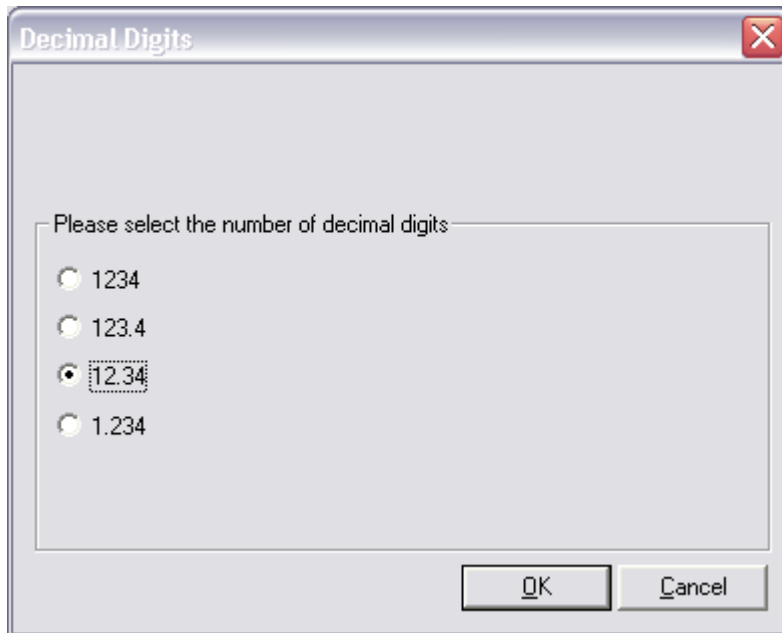 Decimal Digits
Please select the number of decimal digits
1234
123.4
12.34
1.234
OK
Cancel